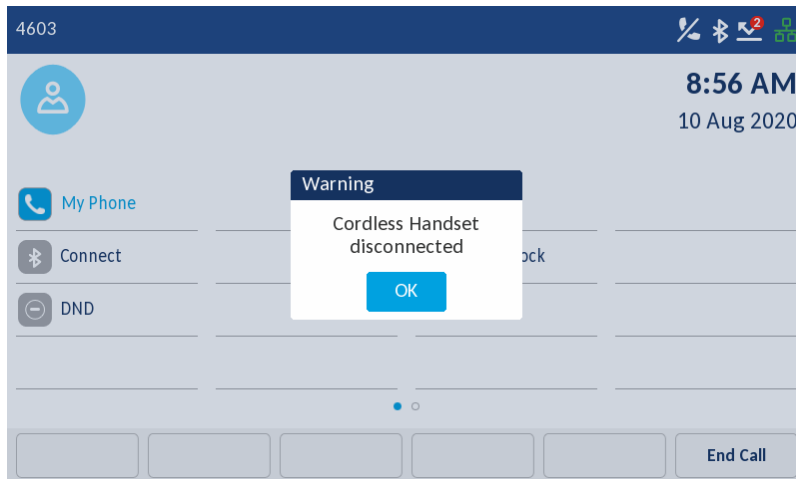 4603
2
8:56 AM
10 Aug 2020
Warning
My Phone
Cordless Handset
disconnected
Connect
ock
OK
DND
End Call